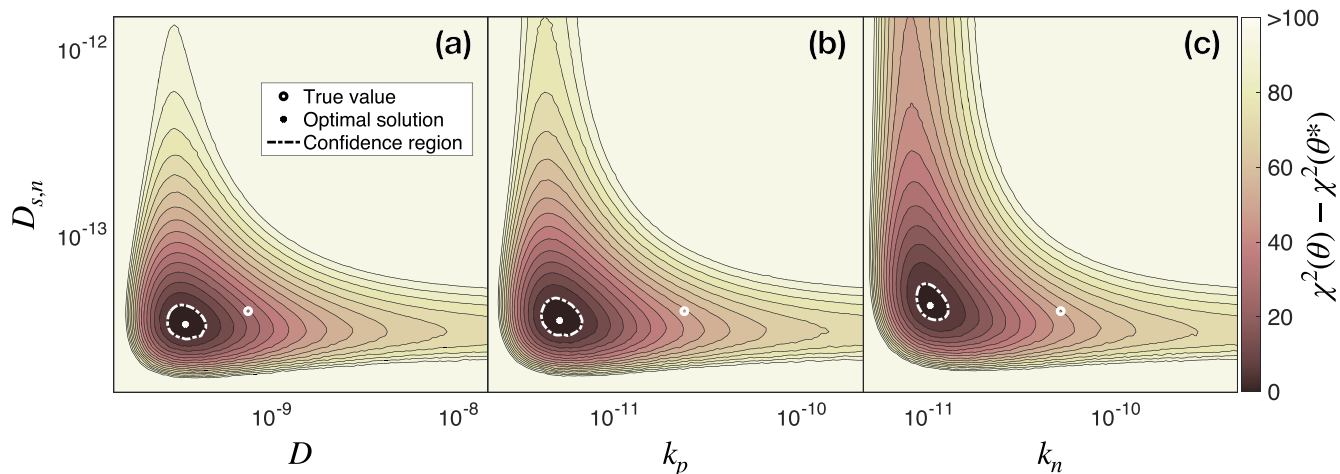 (a)
(b)
(c)
>100
10⁻¹²
True value
Optimal solution
Confidence region
80
D_{s,n}
10⁻¹³
60
χ²(θ) − χ²(θ*)
40
20
0
10⁻⁹
10⁻⁸
10⁻¹¹
10⁻¹⁰
10⁻¹¹
10⁻¹⁰
D
k_p
k_n